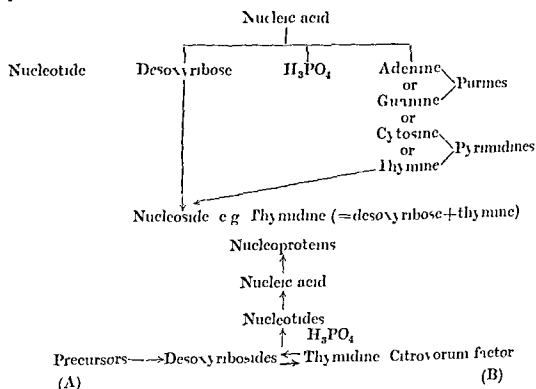 Nucleic acid
Nucleotide Desoxyribose H₃PO₄ Adenine
or
Guanine
Purines
or
Cytosine
or
Pyrimidines
Thymine
Nucleoside e g Thymidine (=desoxyribose+thymine)
Nucleoproteins
Nucleic acid
Nucleotides
H₃PO₄
Precursors Desoxyribosides Thymidine Citrovorum factor
(A) (B)